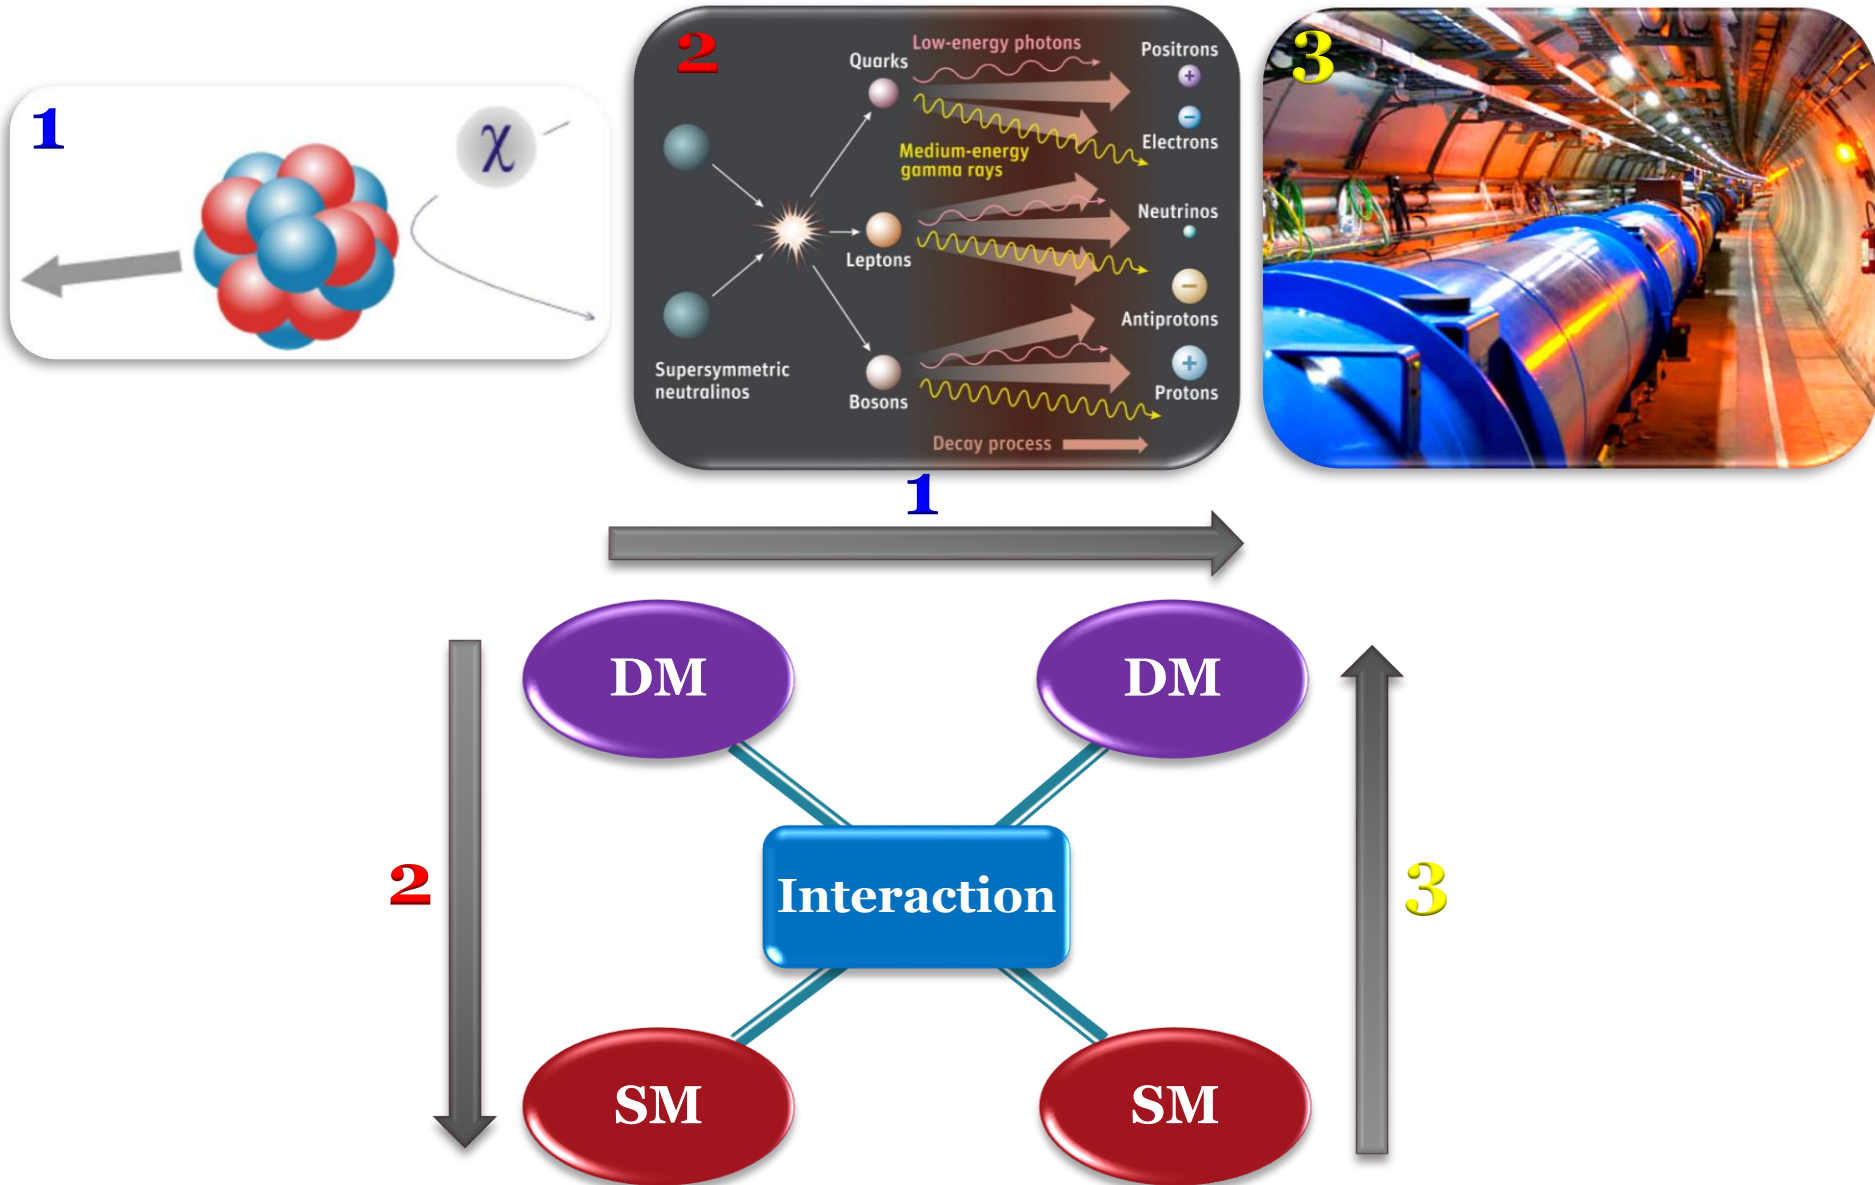 1
χ
2
Quarks
Low-energy photons
Positrons
+
−
Electrons
Medium-energy
gamma rays
Neutrinos
Leptons
−
Antiprotons
Supersymmetric
neutralinos
+
Protons
Bosons
Decay process
3
1
DM
DM
2
Interaction
3
SM
SM